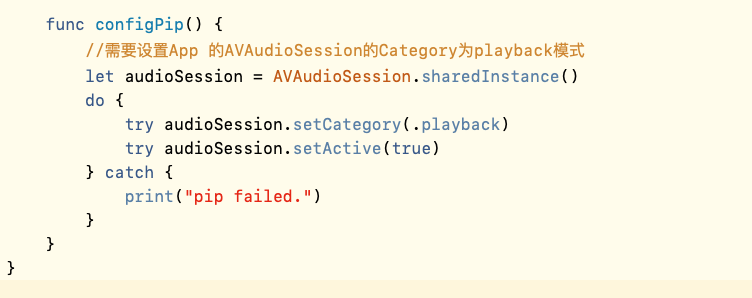 func configPip() {
//需要设置App 的AVAudioSession的Category为playback模式
let audioSession = AVAudioSession.sharedInstance()
do {
try audioSession.setCategory(.playback)
try audioSession.setActive(true)
} catch {
print("pip failed.")
}
}
}